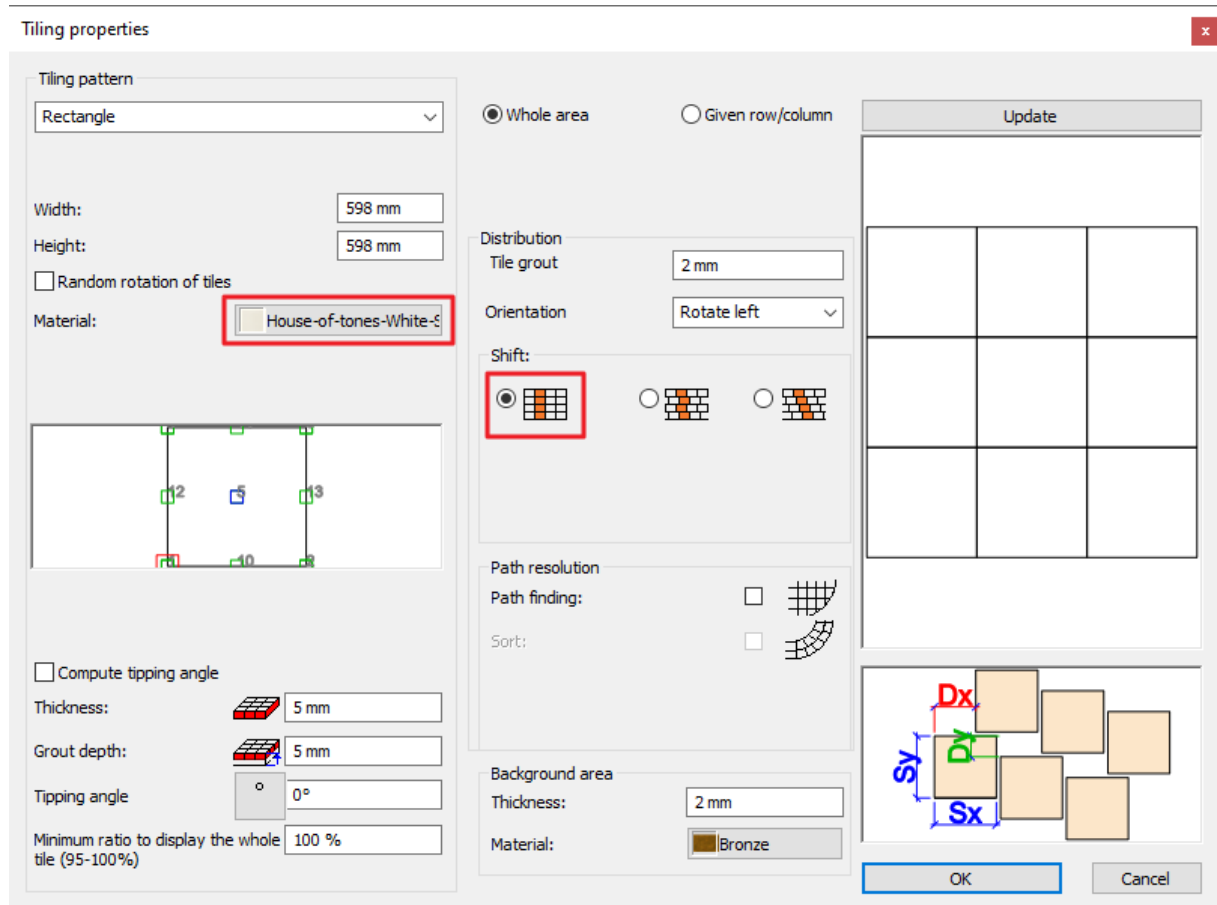 Tiling properties
x
Tiling pattern
Rectangle
Width:
598 mm
Height:
598 mm
Random rotation of tiles
Material:
House-of-tones-White-S
12
5
13
10
Compute tipping angle
Thickness:
5 mm
Grout depth:
5 mm
Tipping angle
°
0°
Minimum ratio to display the whole
tile (95-100%)
100 %
Whole area
Given row/column
Distribution
Tile grout
2 mm
Orientation
Rotate left
Shift:
Path resolution
Path finding:
Sort:
Background area
Thickness:
2 mm
Material:
Bronze
Update
Dx
Dy
Sy
Sx
OK
Cancel